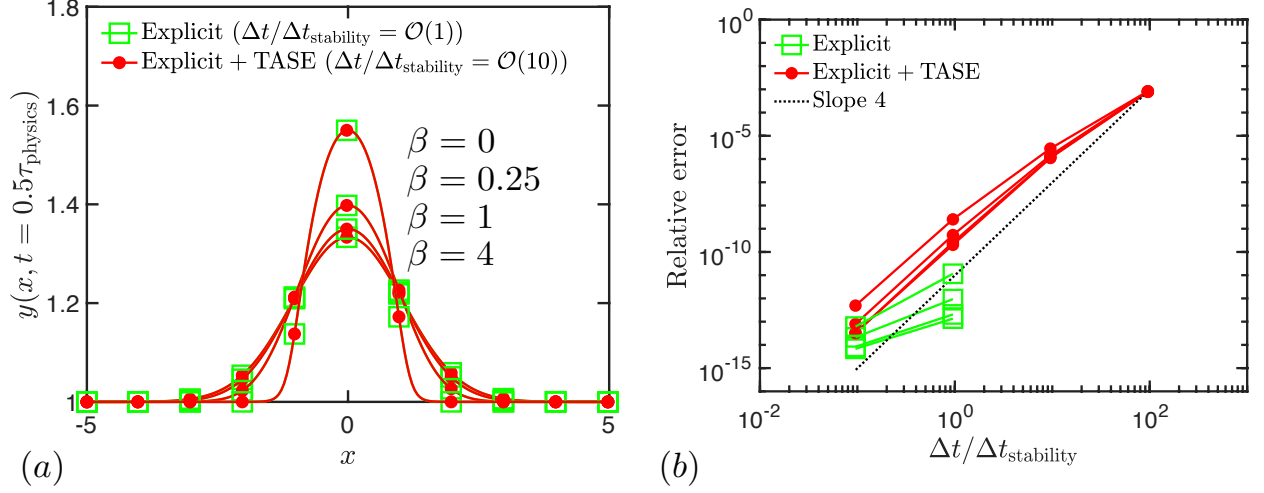 1.8
1.6
1.4
1.2
1
-5
0
5
x
y(x, t = 0.5τ_physics)
Explicit (Δt/Δt_stability = 𝒪(1))
Explicit + TASE (Δt/Δt_stability = 𝒪(10))
β = 0
β = 0.25
β = 1
β = 4
(a)
10^0
10^-5
10^-10
10^-15
10^-2
10^0
10^2
Relative error
Δt/Δt_stability
Explicit
Explicit + TASE
Slope 4
(b)